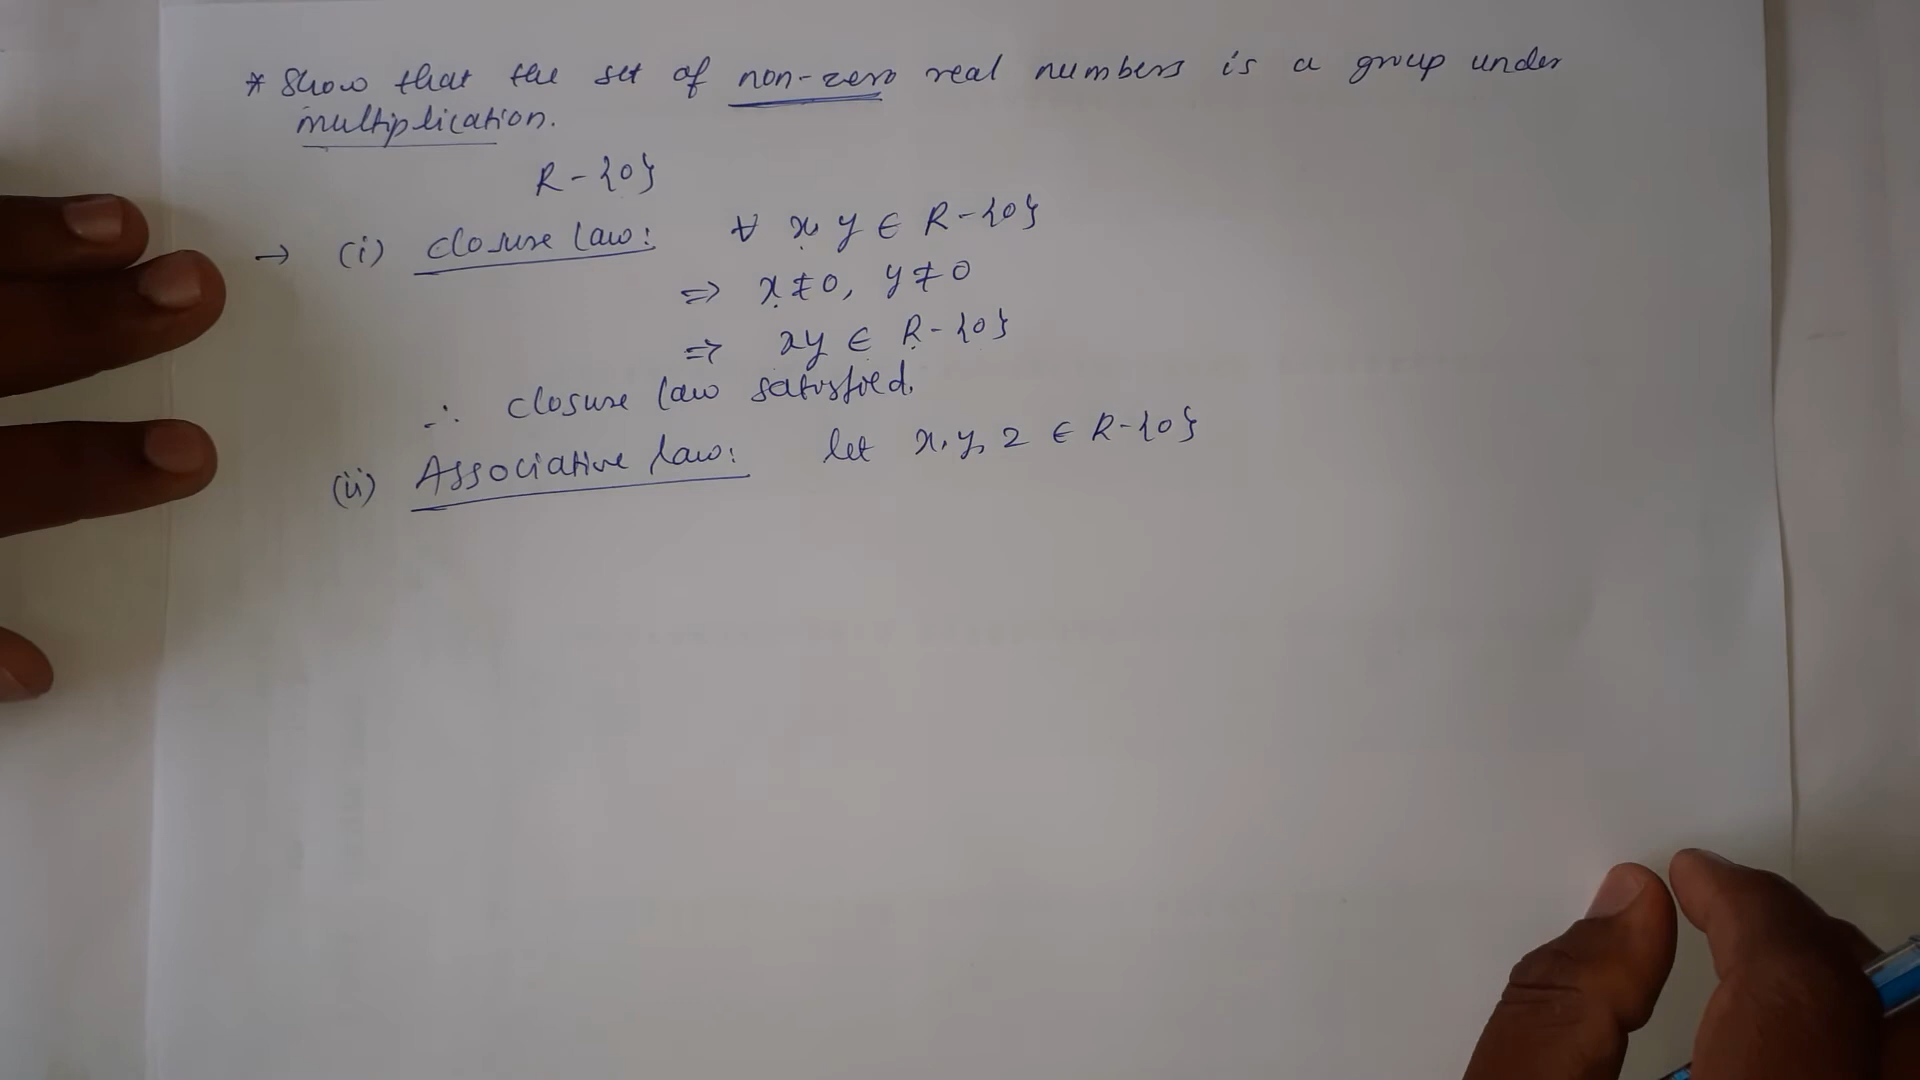 * Show that the set of non-zero real numbers is a group under
multiplication.
R - {0}
→ (i) closure law: ∀ x, y ∈ R - {0}
⇒ x ≠ 0, y ≠ 0
⇒ xy ∈ R - {0}
∴ closure law satisfied.
(ii) Associative law: let x, y, z ∈ R - {0}